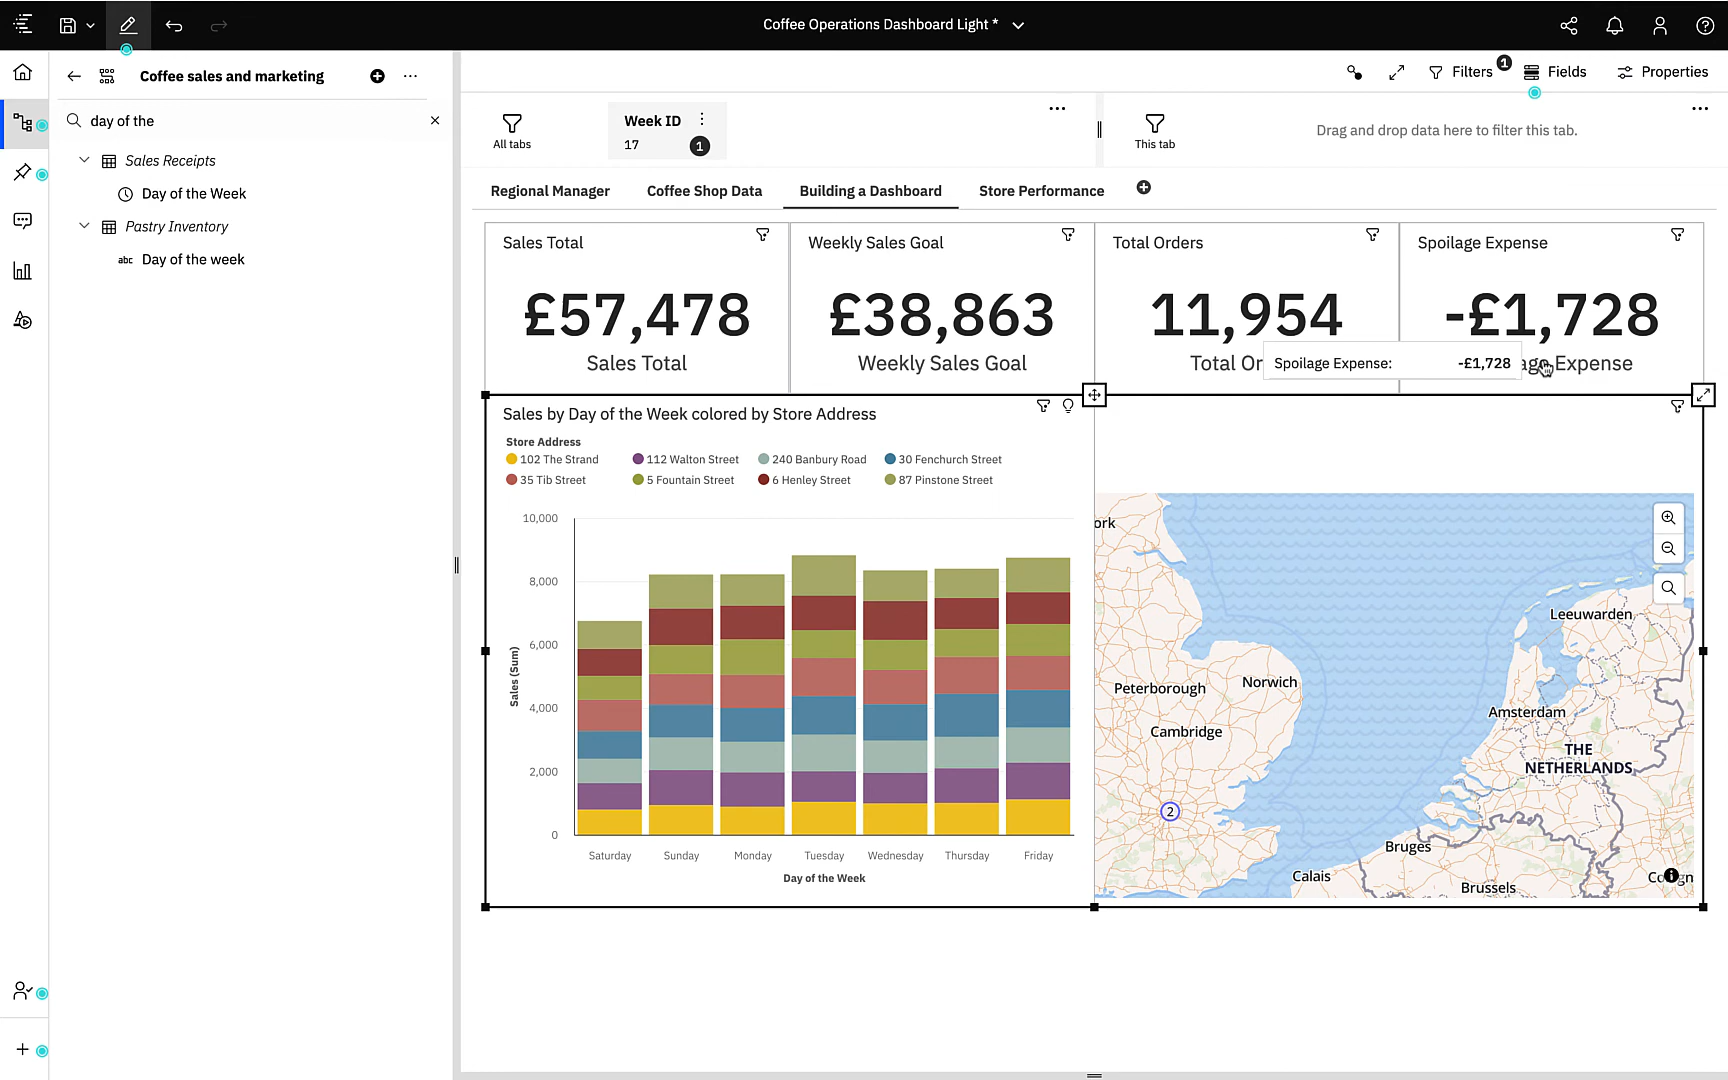 Coffee Operations Dashboard Light *
Coffee sales and marketing
Filters
1
Fields
Properties
day of the
Sales Receipts
Day of the Week
Pastry Inventory
abc Day of the week
All tabs
Week ID
17
1
This tab
Drag and drop data here to filter this tab.
Regional Manager
Coffee Shop Data
Building a Dashboard
Store Performance
Sales Total
£57,478
Sales Total
Weekly Sales Goal
£38,863
Weekly Sales Goal
Total Orders
11,954
Total Or
Spoilage Expense
-£1,728
Spoilage Expense: -£1,728
age Expense
Sales by Day of the Week colored by Store Address
Store Address
102 The Strand
112 Walton Street
240 Banbury Road
30 Fenchurch Street
35 Tib Street
5 Fountain Street
6 Henley Street
87 Pinstone Street
10,000
8,000
6,000
4,000
2,000
0
Sales (Sum)
Saturday
Sunday
Monday
Tuesday
Wednesday
Thursday
Friday
Day of the Week
ork
Leeuwarden
Peterborough
Norwich
Cambridge
Amsterdam
THE
NETHERLANDS
2
Bruges
Calais
Brussels